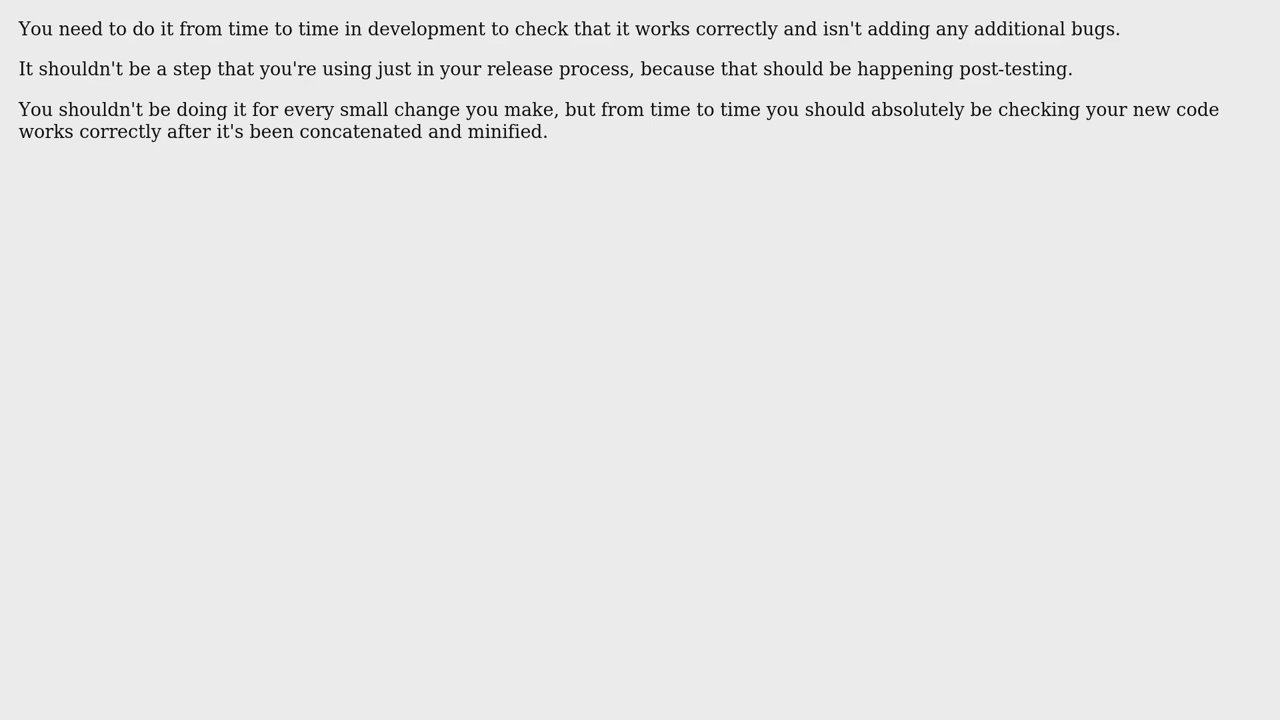 You need to do it from time to time in development to check that it works correctly and isn't adding any additional bugs.
It shouldn't be a step that you're using just in your release process, because that should be happening post-testing.
You shouldn't be doing it for every small change you make, but from time to time you should absolutely be checking your new code
works correctly after it's been concatenated and minified.